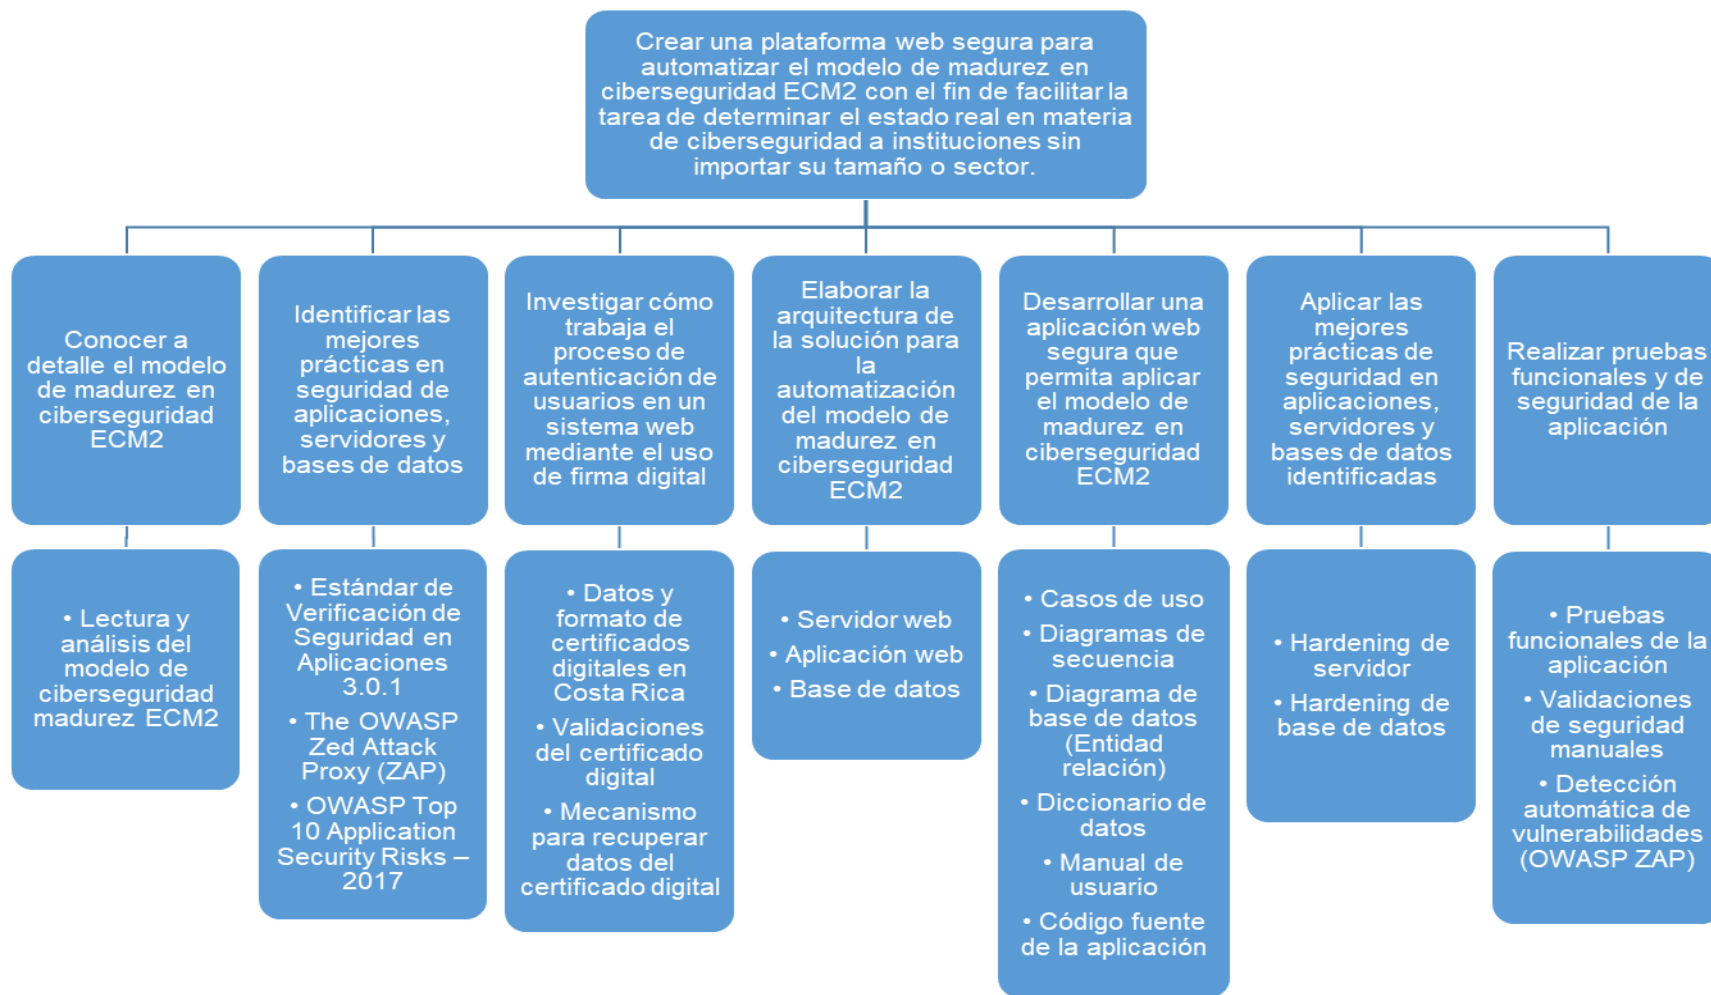 Crear una plataforma web segura para
automatizar el modelo de madurez en
ciberseguridad ECM2 con el fin de facilitar la
tarea de determinar el estado real en materia
de ciberseguridad a instituciones sin
importar su tamaño o sector.
Conocer a
detalle el modelo
de madurez en
ciberseguridad
ECM2
Identificar las
mejores
prácticas en
seguridad de
aplicaciones,
servidores y
bases de datos
Investigar cómo
trabaja el
proceso de
autenticación de
usuarios en un
sistema web
mediante el uso
de firma digital
Elaborar la
arquitectura de
la solución para
la
automatización
del modelo de
madurez en
ciberseguridad
ECM2
Desarrollar una
aplicación web
segura que
permita aplicar
el modelo de
madurez en
ciberseguridad
ECM2
Aplicar las
mejores
prácticas de
seguridad en
aplicaciones,
servidores y
bases de datos
identificadas
Realizar pruebas
funcionales y de
seguridad de la
aplicación
• Lectura y
análisis del
modelo de
ciberseguridad
madurez ECM2
• Estándar de
Verificación de
Seguridad en
Aplicaciones
3.0.1
• The OWASP
Zed Attack
Proxy (ZAP)
• OWASP Top
10 Application
Security Risks –
2017
• Datos y
formato de
certificados
digitales en
Costa Rica
• Validaciones
del certificado
digital
• Mecanismo
para recuperar
datos del
certificado digital
• Servidor web
• Aplicación web
• Base de datos
• Casos de uso
• Diagramas de
secuencia
• Diagrama de
base de datos
(Entidad
relación)
• Diccionario de
datos
• Manual de
usuario
• Código fuente
de la aplicación
• Hardening de
servidor
• Hardening de
base de datos
• Pruebas
funcionales de la
aplicación
• Validaciones
de seguridad
manuales
• Detección
automática de
vulnerabilidades
(OWASP ZAP)